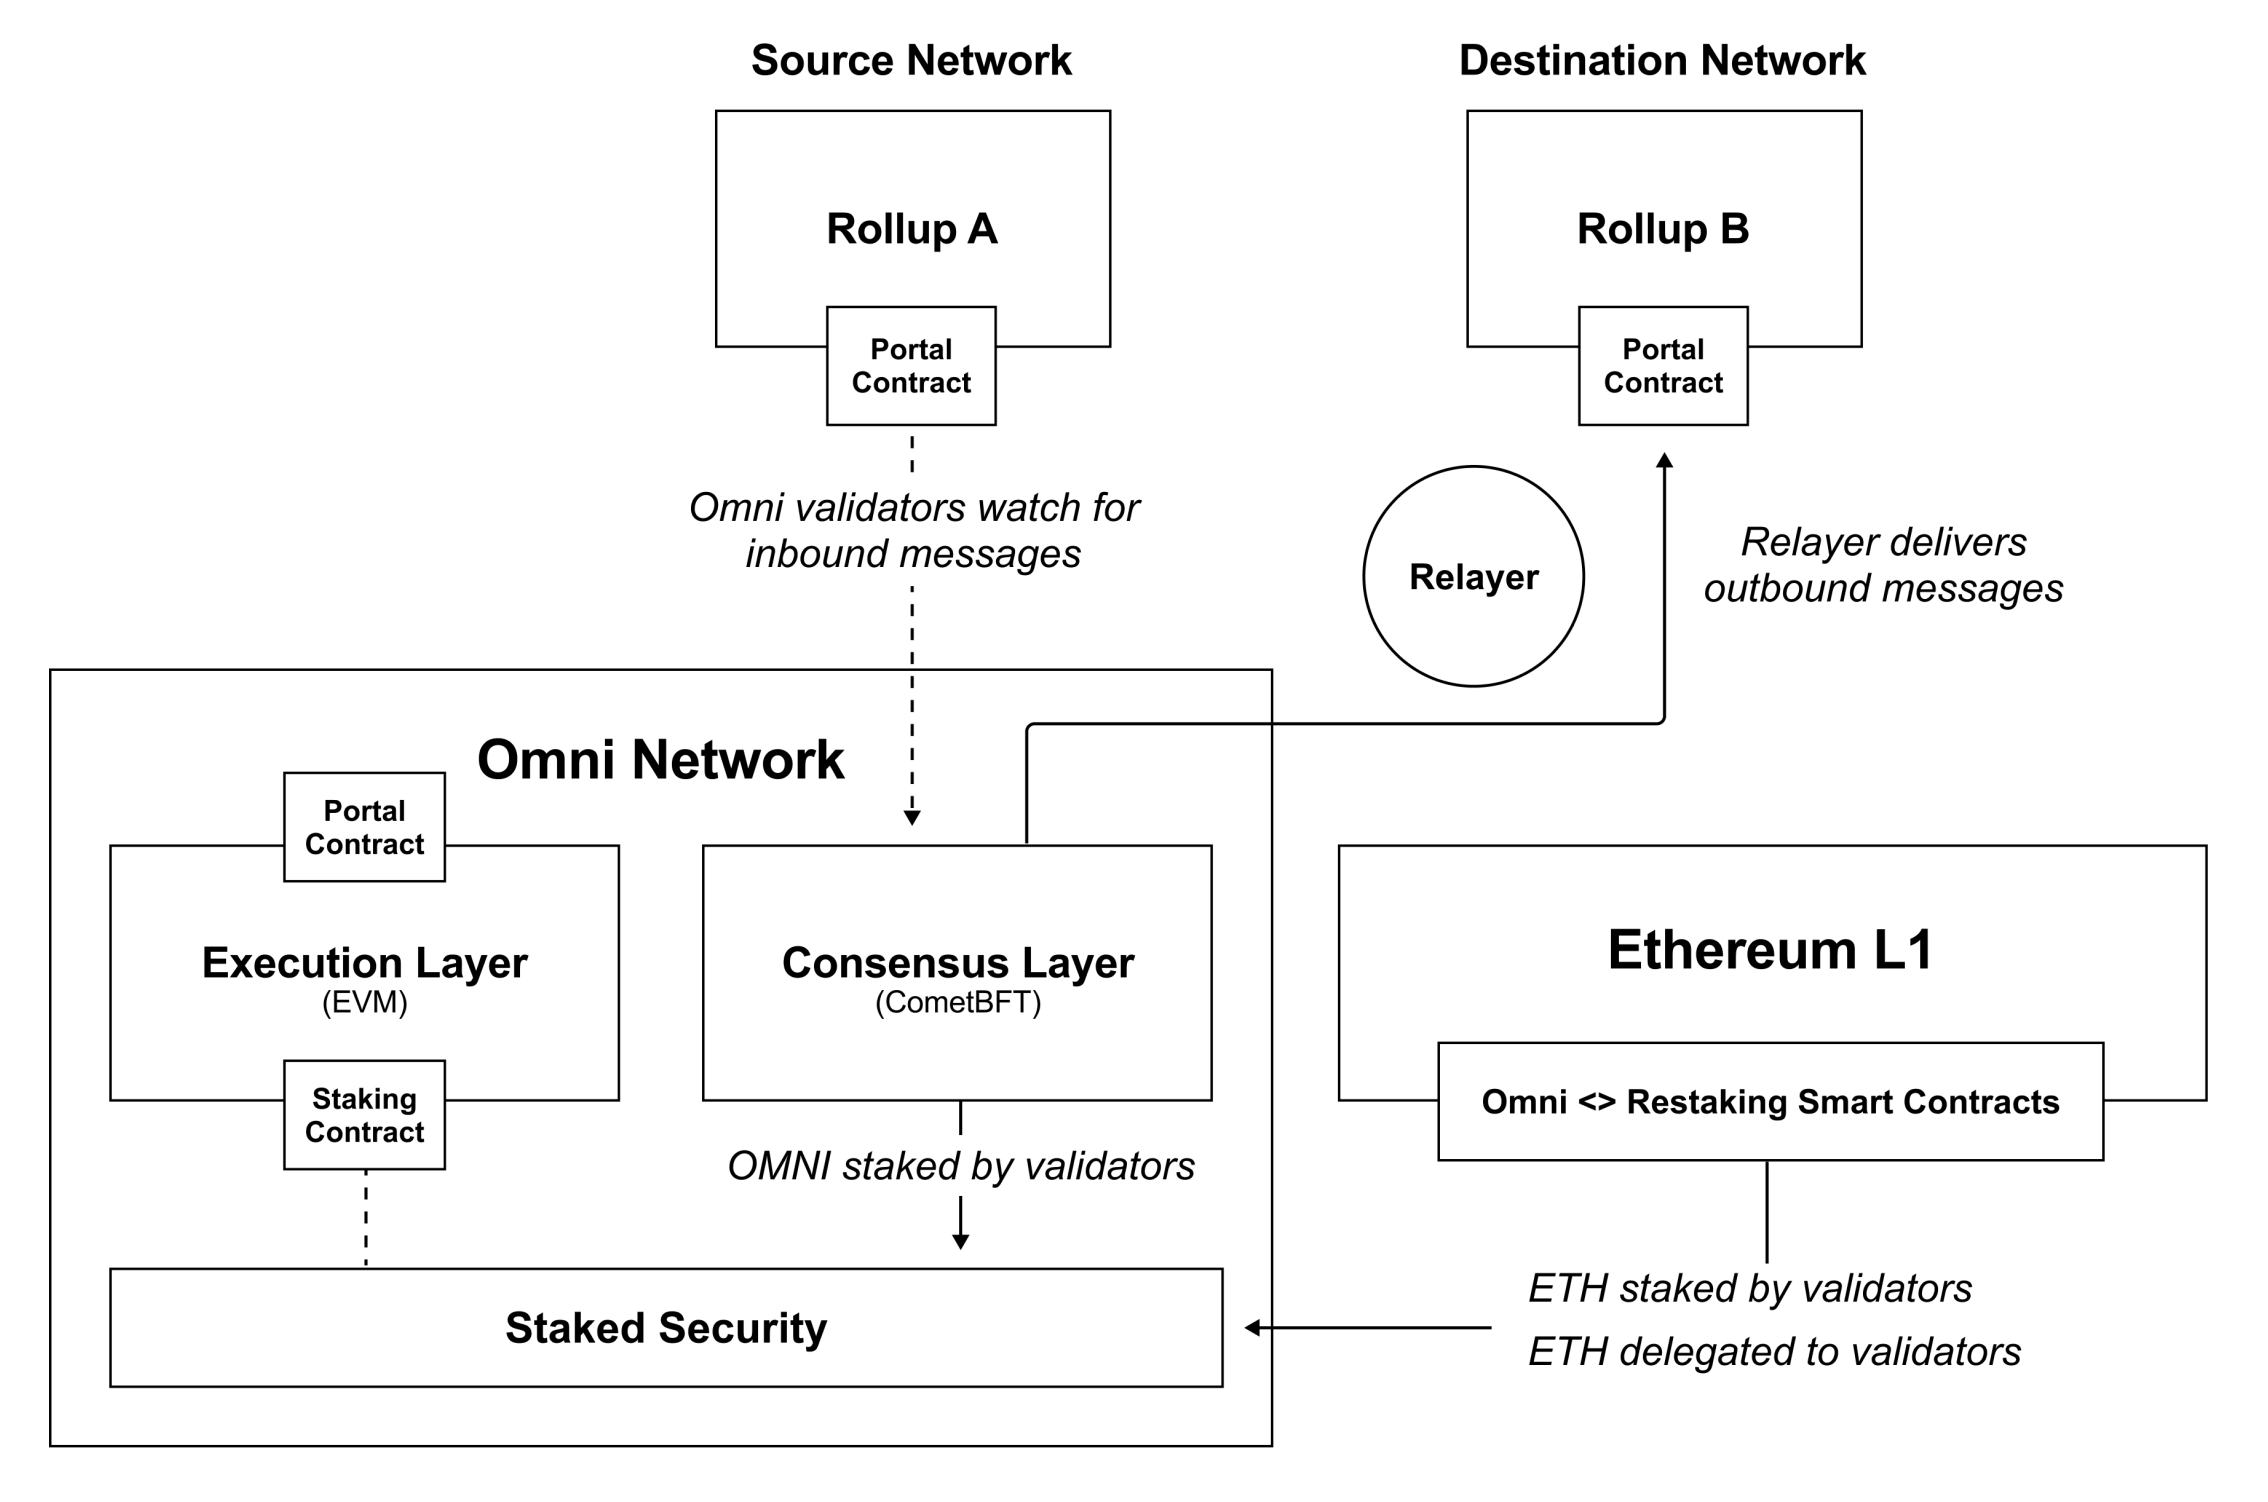 Source Network
Destination Network
Rollup A
Rollup B
Portal
Contract
Portal
Contract
Omni validators watch for
inbound messages
Relayer
Relayer delivers
outbound messages
Omni Network
Portal
Contract
Execution Layer
(EVM)
Staking
Contract
Consensus Layer
(CometBFT)
OMNI staked by validators
Ethereum L1
Omni <> Restaking Smart Contracts
ETH staked by validators
ETH delegated to validators
Staked Security